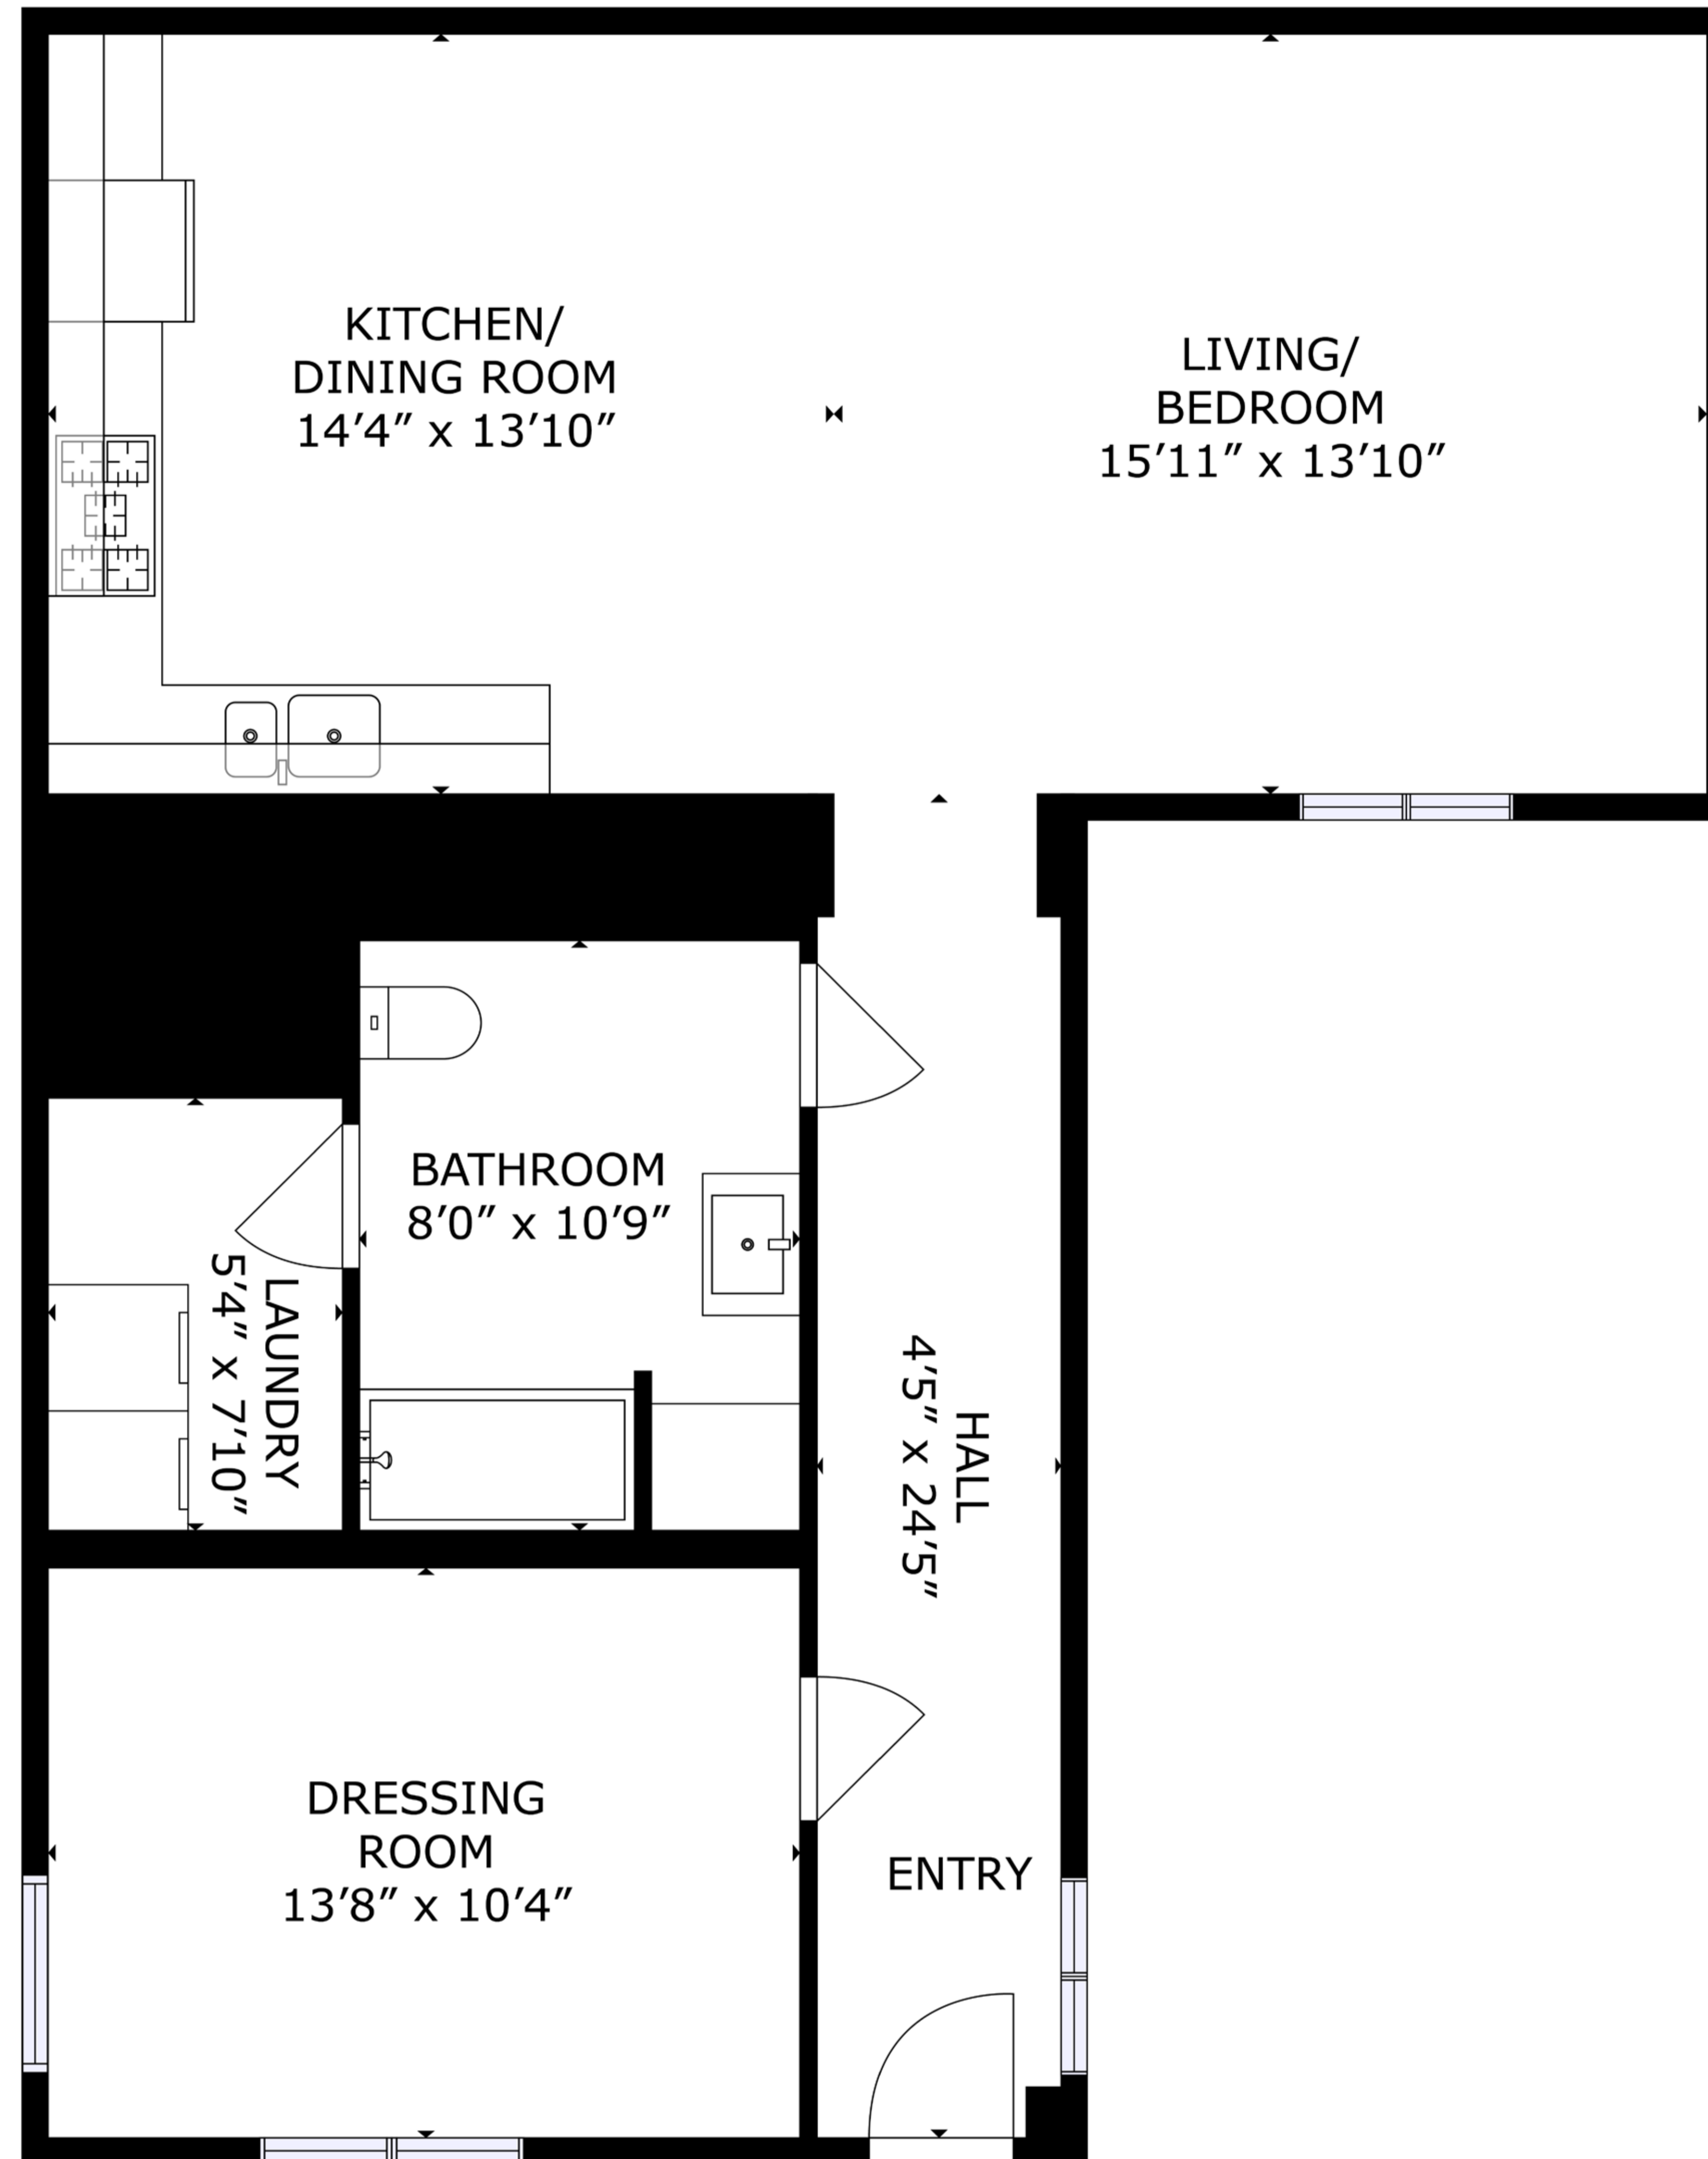 KITCHEN/
DINING ROOM
14′4″ x 13′10″
LIVING/
BEDROOM
15′11″ x 13′10″
BATHROOM
8′0″ x 10′9″
LAUNDRY
5′4″ x 7′10″
HALL
4′5″ x 24′5″
DRESSING
ROOM
13′8″ x 10′4″
ENTRY